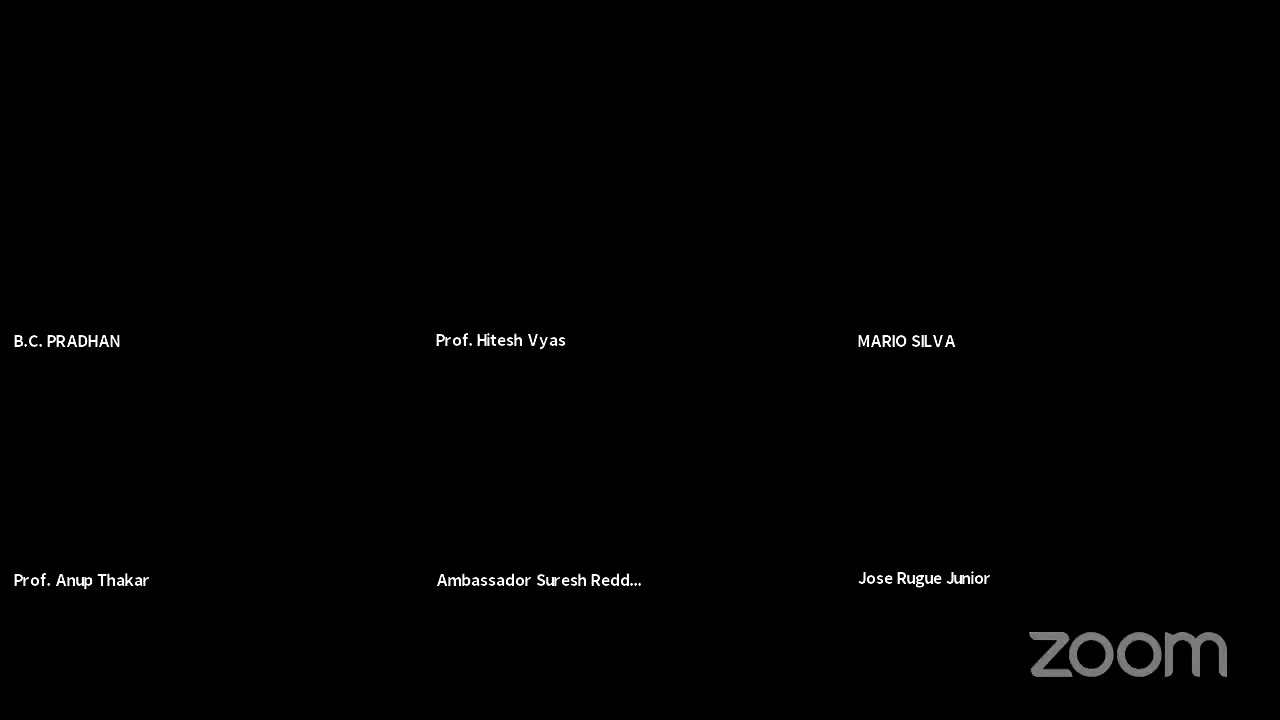 B.C. PRADHAN
Prof. Hitesh Vyas
MARIO SILVA
Prof. Anup Thakar
Ambassador Suresh Redd...
Jose Rugue Junior
zoom